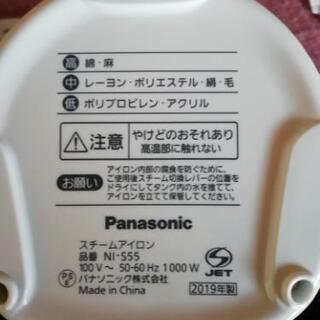 高 綿・麻
中 レーヨン・ポリエステル・絹・毛
低 ポリプロピレン・アクリル
注意 やけどのおそれあり
高温部に触れない
お願い アイロン内部の腐食を防ぐために、
ご使用後スチーム切換レバーの位置を
ドライにしてタンク内の水を捨てて、
アイロンを立てて保管してください。
Panasonic
スチームアイロン
品番 NI-S55
100 V～ 50-60 Hz 1000 W
PSE パナソニック株式会社
Made in China
S JET
2019年製